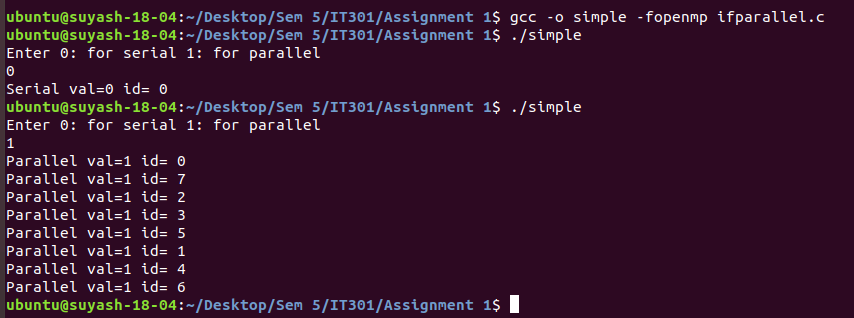 ubuntu@suyash-18-04:~/Desktop/Sem 5/IT301/Assignment 1$ gcc -o simple -fopenmp ifparallel.c
ubuntu@suyash-18-04:~/Desktop/Sem 5/IT301/Assignment 1$ ./simple
Enter 0: for serial 1: for parallel
0
Serial val=0 id= 0
ubuntu@suyash-18-04:~/Desktop/Sem 5/IT301/Assignment 1$ ./simple
Enter 0: for serial 1: for parallel
1
Parallel val=1 id= 0
Parallel val=1 id= 7
Parallel val=1 id= 2
Parallel val=1 id= 3
Parallel val=1 id= 5
Parallel val=1 id= 1
Parallel val=1 id= 4
Parallel val=1 id= 6
ubuntu@suyash-18-04:~/Desktop/Sem 5/IT301/Assignment 1$